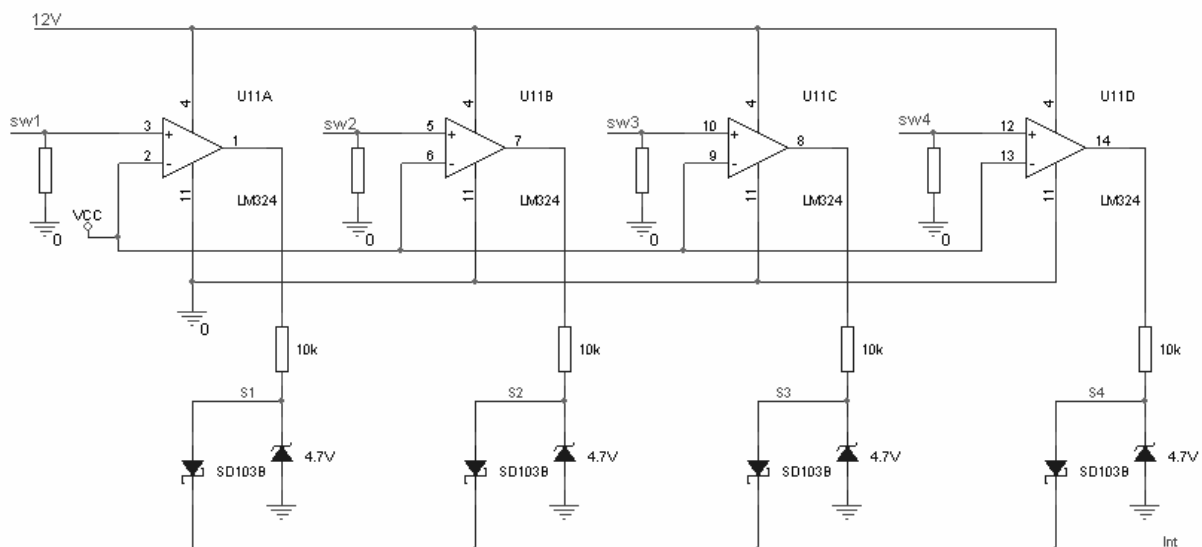 12V
U11A
U11B
U11C
U11D
4
4
4
4
sw1
sw2
sw3
sw4
3
+
1
5
+
7
10
+
8
12
+
14
2
-
6
-
9
-
13
-
11
LM324
11
LM324
11
LM324
11
LM324
VCC
0
0
0
0
0
10k
10k
10k
10k
S1
S2
S3
S4
SD103B
4.7V
SD103B
4.7V
SD103B
4.7V
SD103B
4.7V
Int